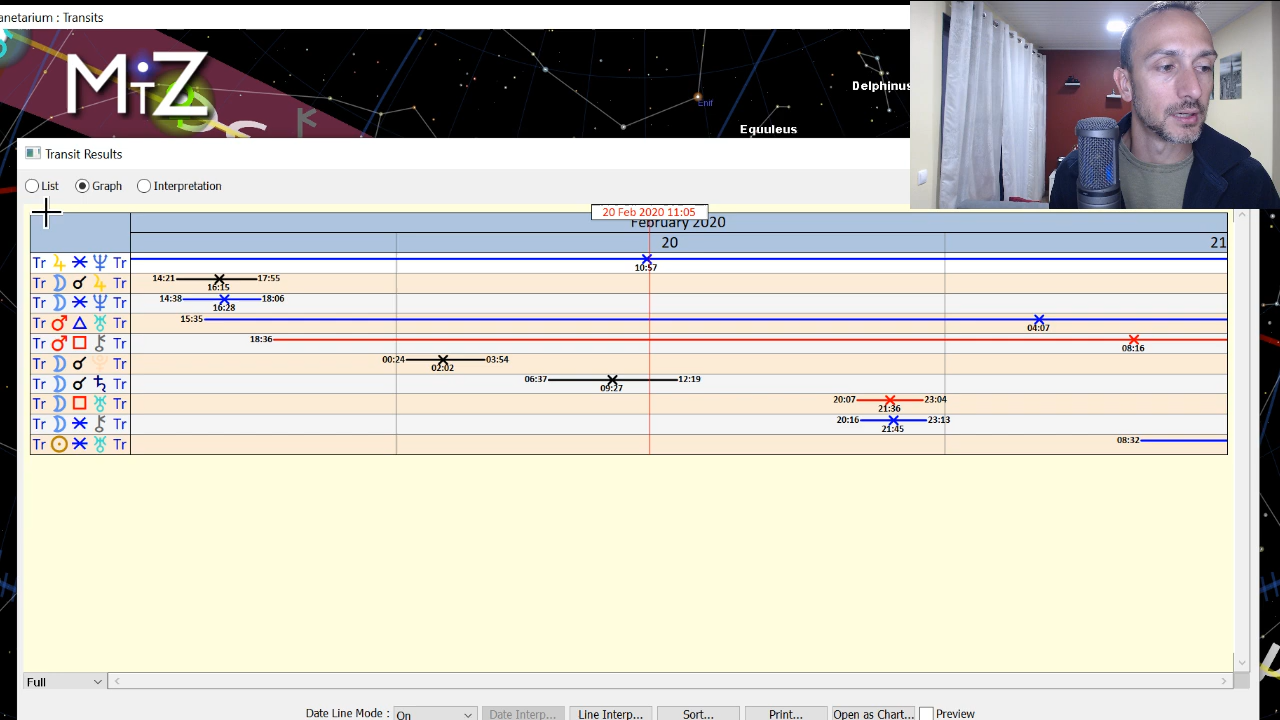 anetarium : Transits
MTZ
Delphinus
Enif
Equuleus
Transit Results
List Graph Interpretation
20 Feb 2020 11:05
February 2020
20 21
Tr Tr 10:57
Tr Tr 14:21 16:15 17:55
Tr Tr 14:38 16:28 18:06
Tr Tr 15:35 04:07
Tr Tr 18:36 08:16
Tr Tr 00:24 02:02 03:54
Tr Tr 06:37 09:27 12:19
Tr Tr 20:07 21:36 23:04
Tr Tr 20:16 21:45 23:13
Tr Tr 08:32
Full
Date Line Mode : On Date Interp... Line Interp... Sort... Print... Open as Chart... Preview